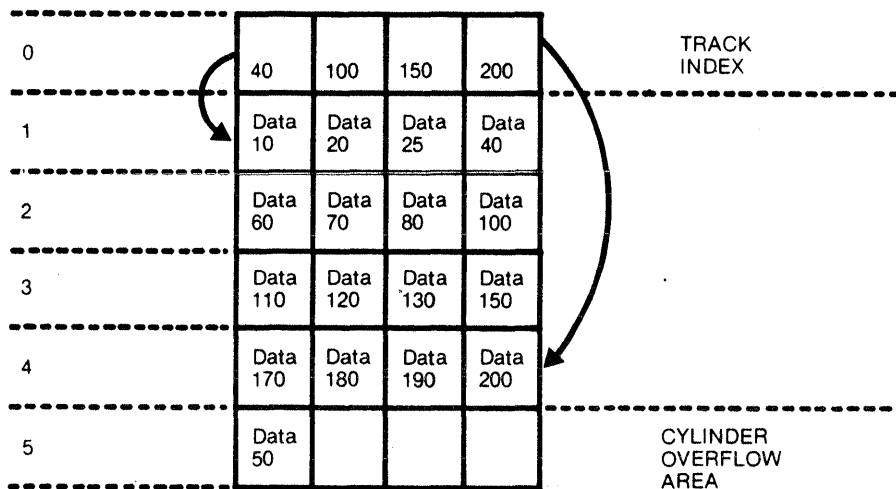 0
40 100 150 200
TRACK
INDEX
1
Data Data Data Data
10 20 25 40
2
Data Data Data Data
60 70 80 100
3
Data Data Data Data
110 120 130 150
4
Data Data Data Data
170 180 190 200
5
Data
50
CYLINDER
OVERFLOW
AREA